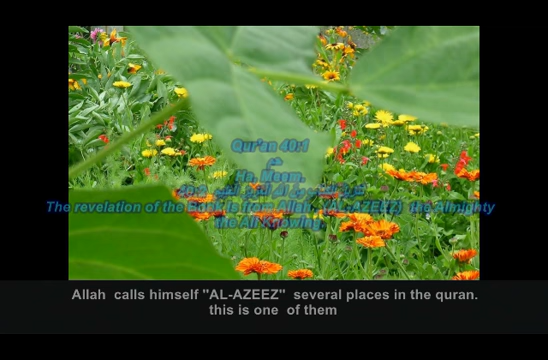 Qur'an 40:1
حم
Ha, Meem.
The revelation of the Book is from Allah, (AL-AZEEZ) the Almighty
the All Knowing
Allah calls himself "AL-AZEEZ" several places in the quran.
this is one of them